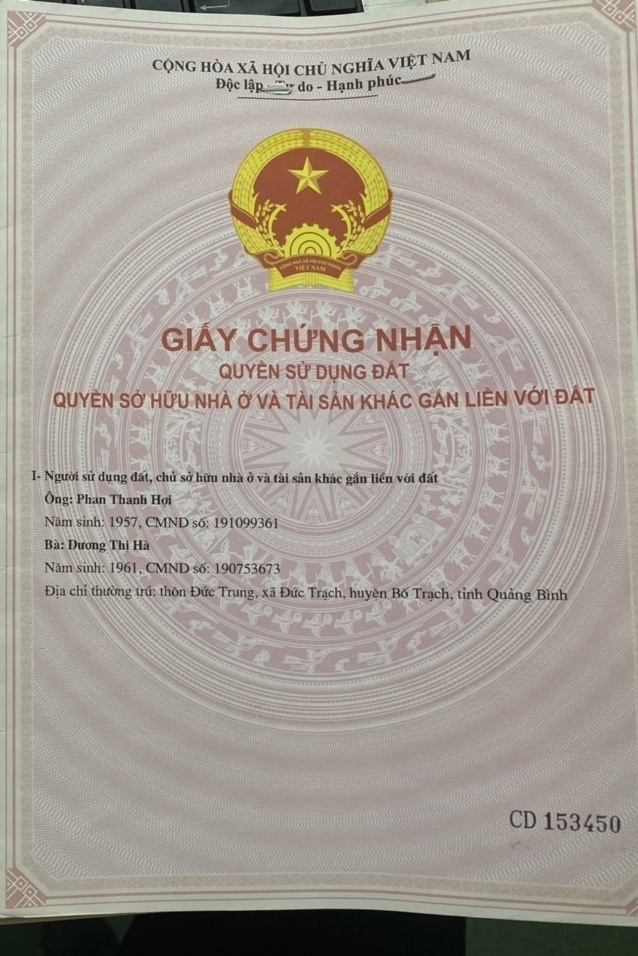 CỘNG HÒA XÃ HỘI CHỦ NGHĨA VIỆT NAM
Độc lập - Tự do - Hạnh phúc
CỘNG HÒA XÃ HỘI CHỦ NGHĨA
VIỆT NAM
GIẤY CHỨNG NHẬN
QUYỀN SỬ DỤNG ĐẤT
QUYỀN SỞ HỮU NHÀ Ở VÀ TÀI SẢN KHÁC GẮN LIỀN VỚI ĐẤT
I- Người sử dụng đất, chủ sở hữu nhà ở và tài sản khác gắn liền với đất
Ông: Phan Thanh Hợi
Năm sinh: 1957, CMND số: 191099361
Bà: Dương Thị Hà
Năm sinh: 1961, CMND số: 190753673
Địa chỉ thường trú: thôn Đức Trung, xã Đức Trạch, huyện Bố Trạch, tỉnh Quảng Bình
CD 153450